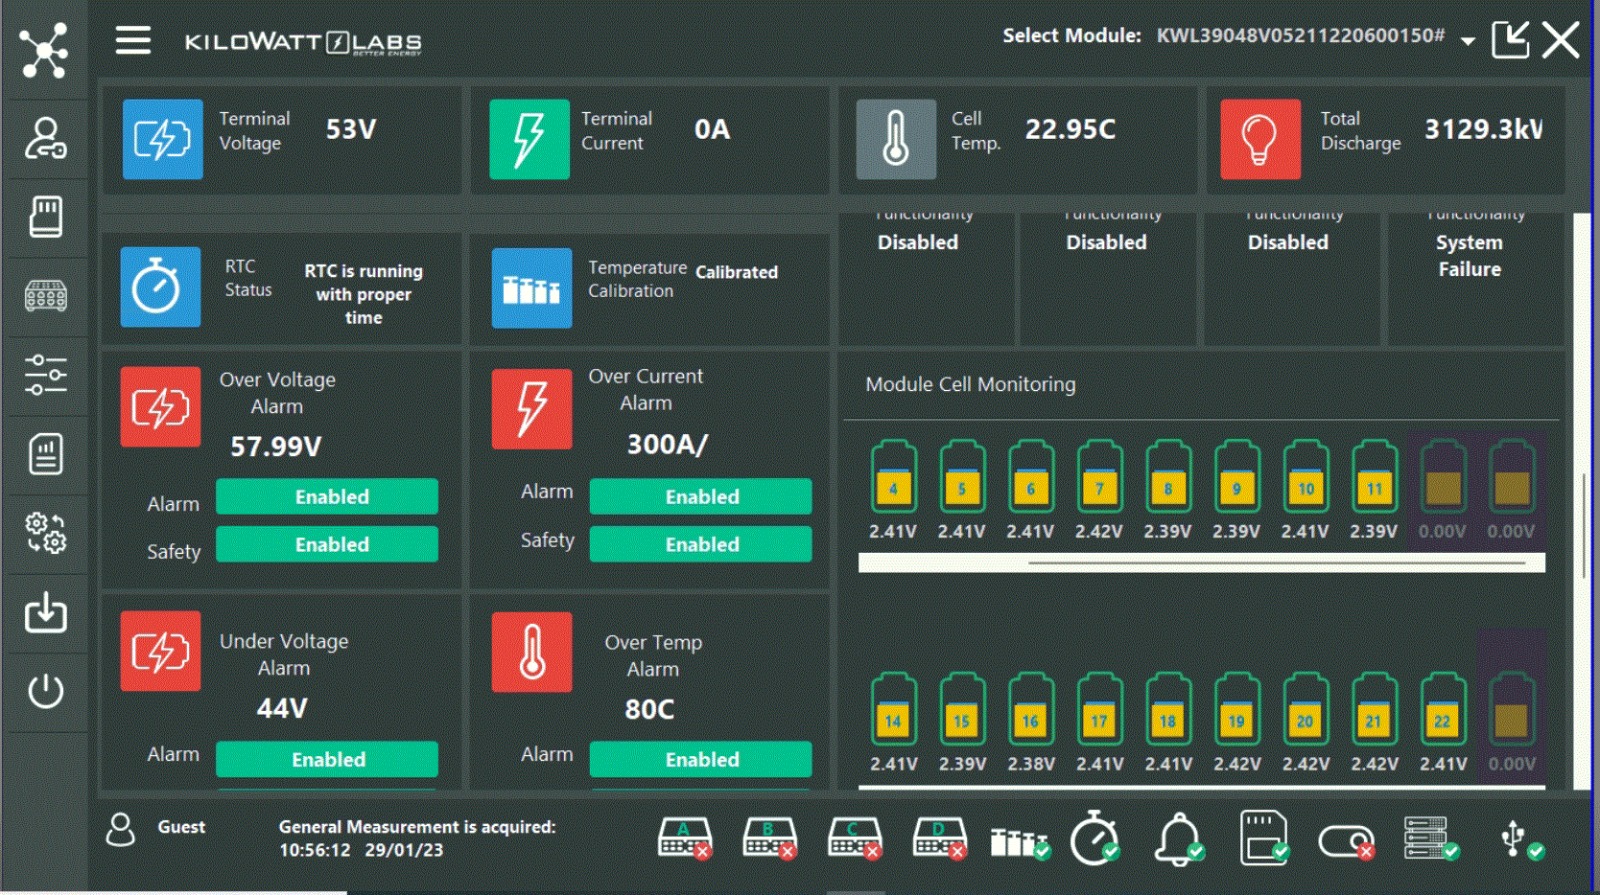 KILOWATT LABS
BETTER ENERGY
Select Module: KWL39048V05211220600150#
Terminal Voltage 53V
Terminal Current 0A
Cell Temp. 22.95C
Total Discharge 3129.3kW
RTC Status RTC is running with proper time
Temperature Calibration Calibrated
Functionality Functionality Functionality Functionality
Disabled Disabled Disabled System Failure
Over Voltage Alarm
57.99V
Alarm Enabled
Safety Enabled
Over Current Alarm
300A/
Alarm Enabled
Safety Enabled
Module Cell Monitoring
4 5 6 7 8 9 10 11
2.41V 2.41V 2.41V 2.42V 2.39V 2.39V 2.41V 2.39V 0.00V 0.00V
Under Voltage Alarm
44V
Alarm Enabled
Over Temp Alarm
80C
Alarm Enabled
14 15 16 17 18 19 20 21 22
2.41V 2.39V 2.38V 2.41V 2.41V 2.42V 2.42V 2.42V 2.41V 0.00V
Guest
General Measurement is acquired:
10:56:12 29/01/23
A B C D